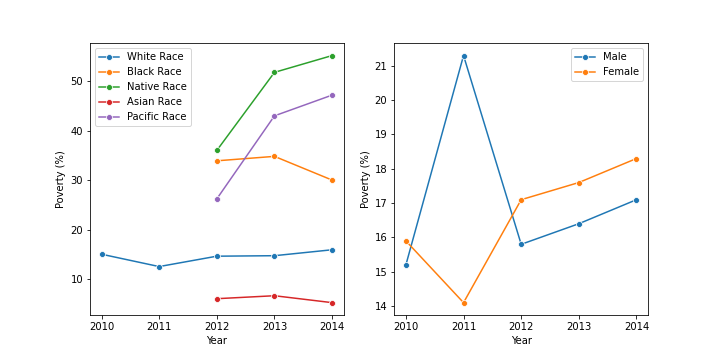 White Race
Black Race
Native Race
Asian Race
Pacific Race
50
40
30
20
10
Poverty (%)
2010 2011 2012 2013 2014
Year
Male
Female
21
20
19
18
17
16
15
14
Poverty (%)
2010 2011 2012 2013 2014
Year